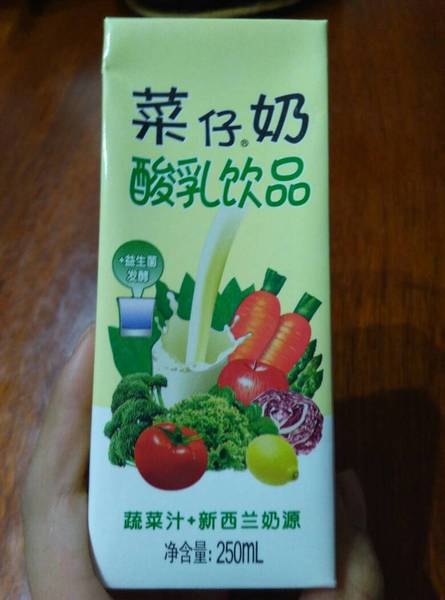 菜仔奶®
酸乳饮品
+益生菌
发酵
蔬菜汁+新西兰奶源
净含量: 250mL